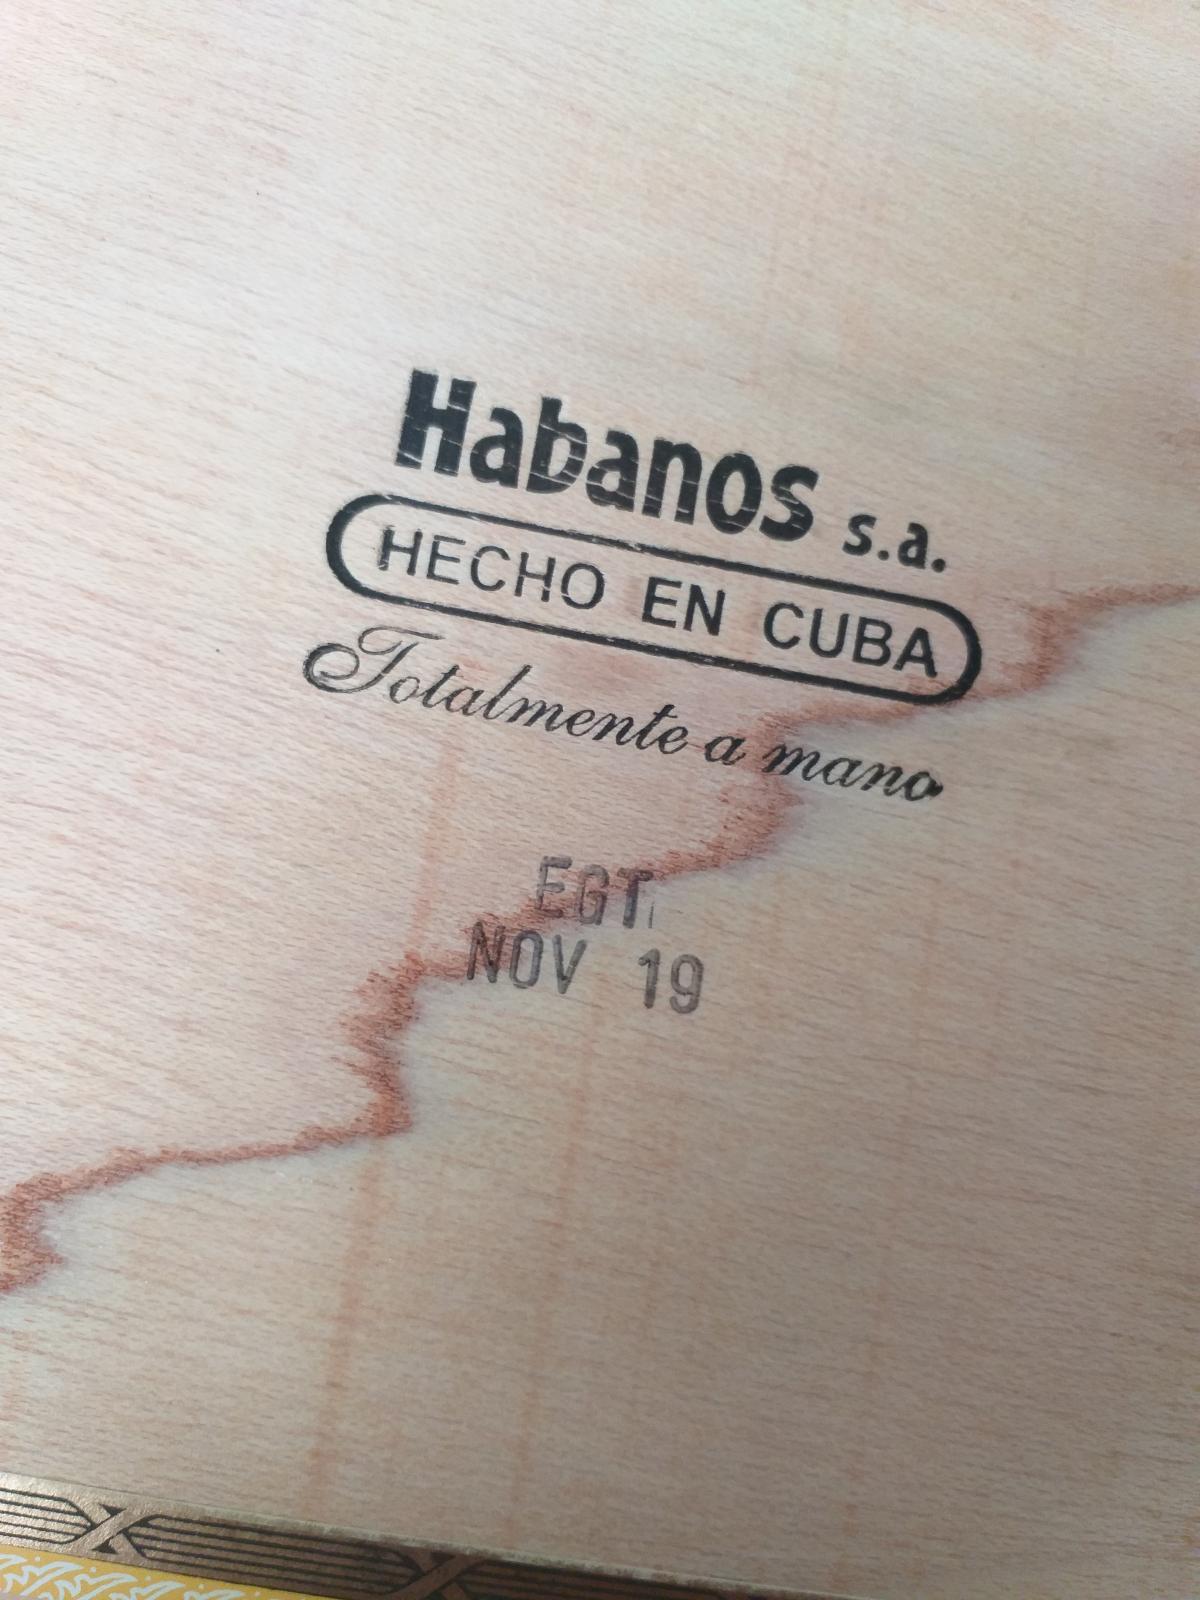 Habanos s.a.
HECHO EN CUBA
Totalmente a mano
EGT
NOV 19